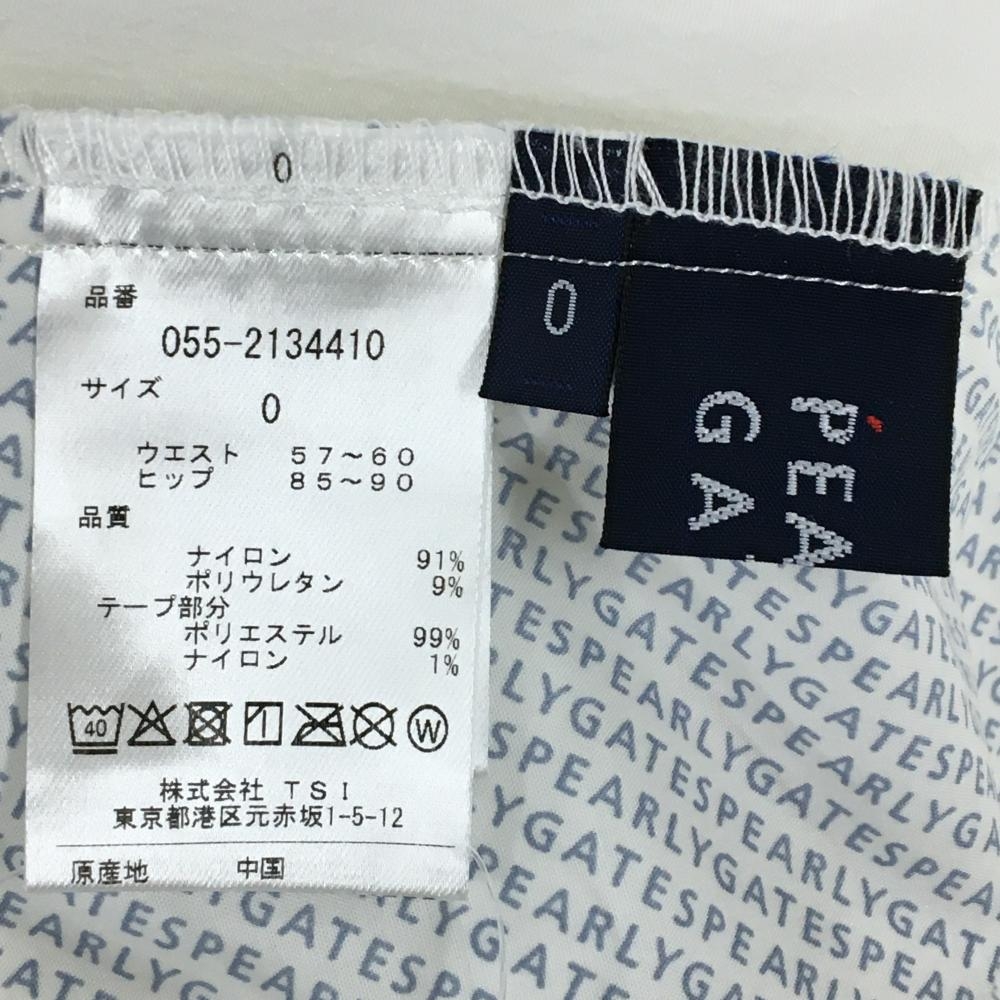 0
品番
055-2134410
サイズ
0
ウエスト 57～60
ヒップ 85～90
品質
ナイロン 91%
ポリウレタン 9%
テープ部分
ポリエステル 99%
ナイロン 1%
40 1 W
株式会社 TSI
東京都港区元赤坂1-5-12
原産地 中国
0
PEA
GA
PEARLYGATESPEARLYGATES